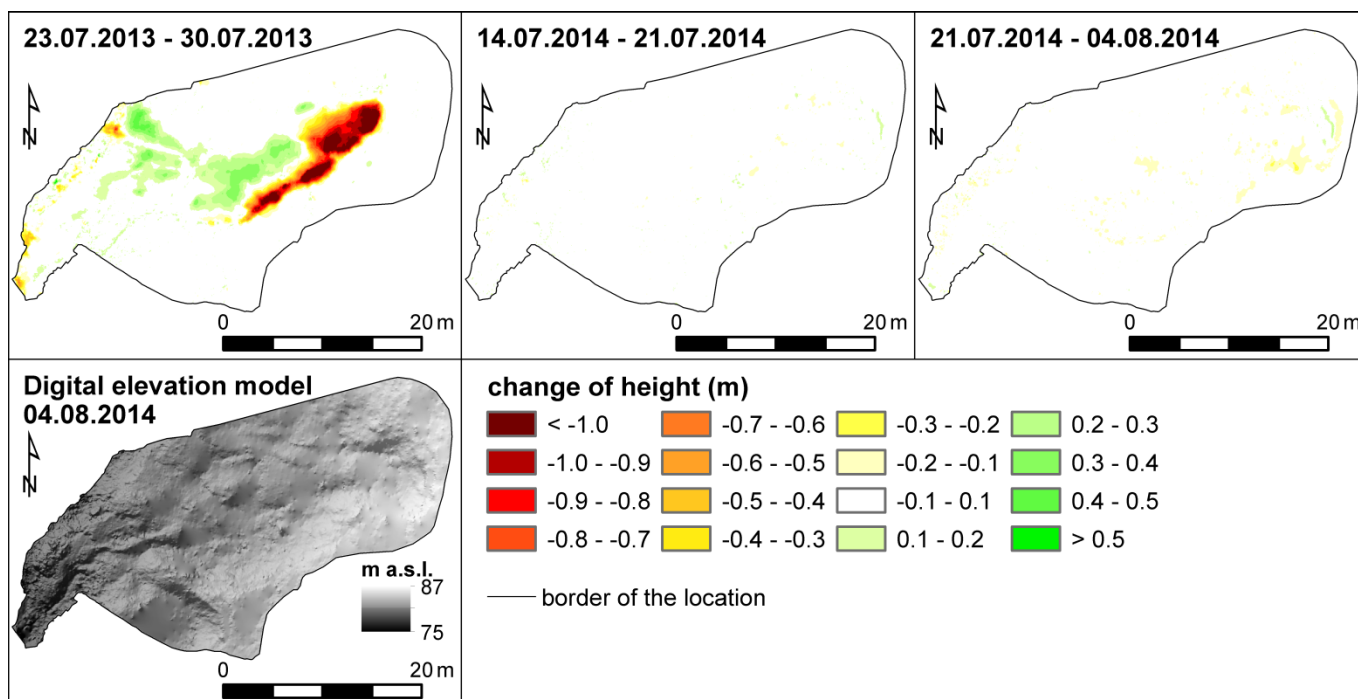 23.07.2013 - 30.07.2013
N
0 20 m
14.07.2014 - 21.07.2014
N
0 20 m
21.07.2014 - 04.08.2014
N
0 20 m
Digital elevation model
04.08.2014
N
m a.s.l.
87
75
0 20 m
change of height (m)
< -1.0
-1.0 - -0.9
-0.9 - -0.8
-0.8 - -0.7
-0.7 - -0.6
-0.6 - -0.5
-0.5 - -0.4
-0.4 - -0.3
-0.3 - -0.2
-0.2 - -0.1
-0.1 - 0.1
0.1 - 0.2
0.2 - 0.3
0.3 - 0.4
0.4 - 0.5
> 0.5
border of the location